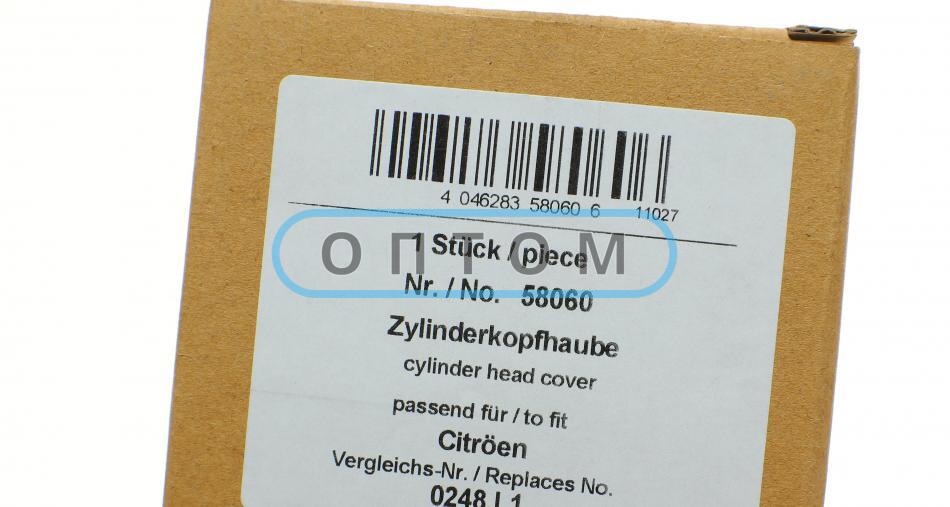 4 046283 58060 6 11027
1 Stück / piece
ОПТОМ
Nr. / No. 58060
Zylinderkopfhaube
cylinder head cover
passend für / to fit
Citröen
Vergleichs-Nr. / Replaces No.
0248 L1